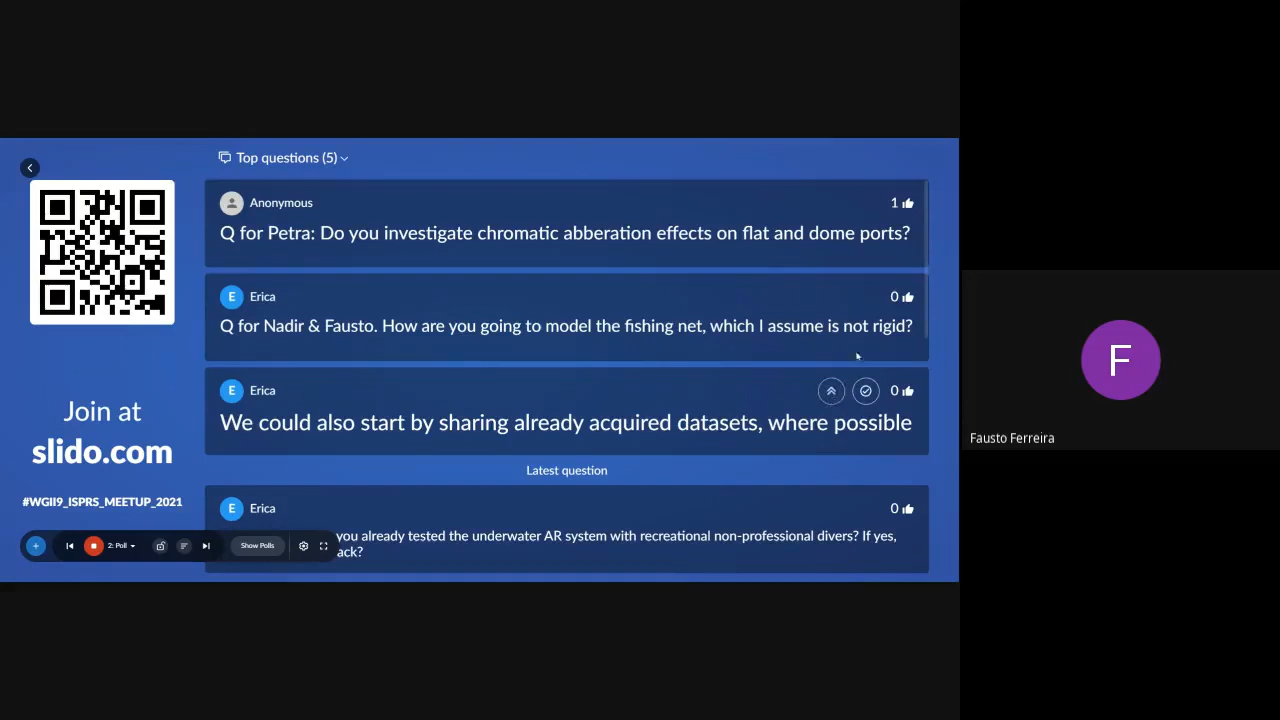 Top questions (5)
Anonymous
1
Q for Petra: Do you investigate chromatic abberation effects on flat and dome ports?
E
Erica
0
Q for Nadir & Fausto. How are you going to model the fishing net, which I assume is not rigid?
E
Erica
0
We could also start by sharing already acquired datasets, where possible
Latest question
E
Erica
0
you already tested the underwater AR system with recreational non-professional divers? If yes,
ack?
Join at
slido.com
#WGII9_ISPRS_MEETUP_2021
2: Poll
Show Polls
F
Fausto Ferreira